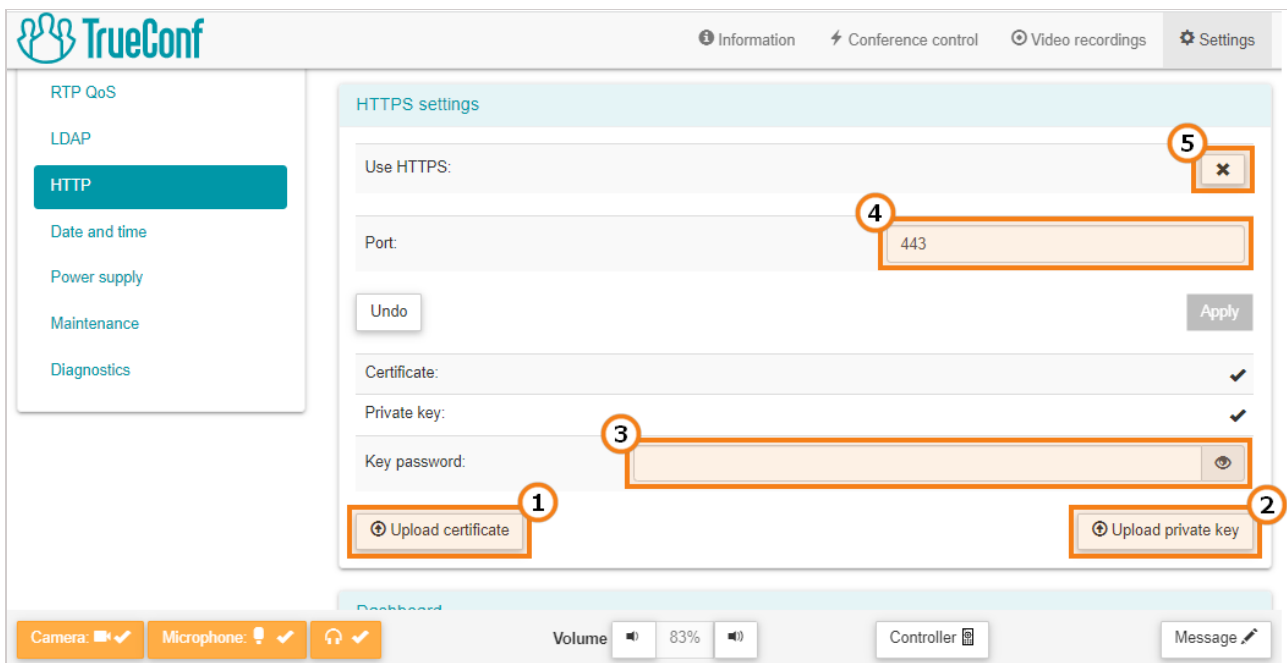 TrueConf
Information
Conference control
Video recordings
Settings
RTP QoS
LDAP
HTTP
Date and time
Power supply
Maintenance
Diagnostics
HTTPS settings
5
Use HTTPS:
4
Port:
443
Undo
Apply
Certificate:
Private key:
3
Key password:
1
Upload certificate
2
Upload private key
Dashboard
Camera:
Microphone:
Volume
83%
Controller
Message